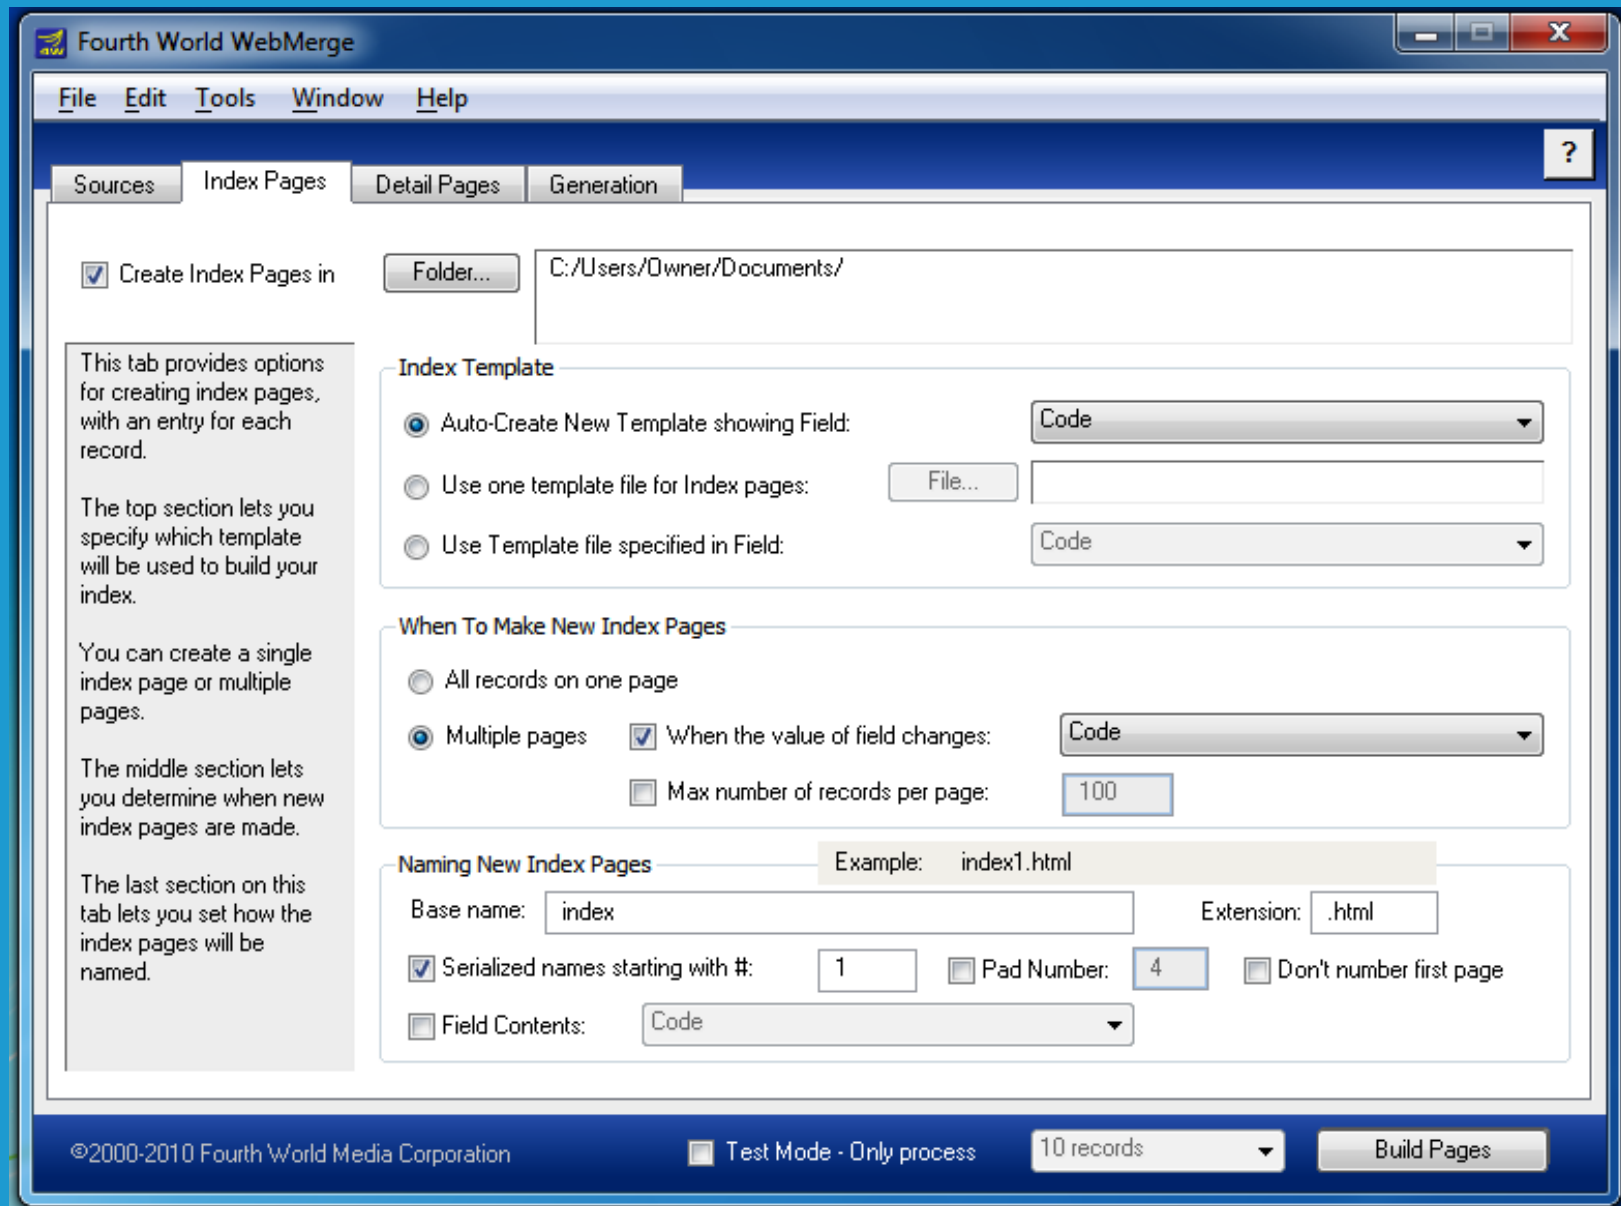 Fourth World WebMerge
File Edit Tools Window Help
?
Sources Index Pages Detail Pages Generation
Create Index Pages in Folder... C:/Users/Owner/Documents/
This tab provides options
for creating index pages,
with an entry for each
record.
The top section lets you
specify which template
will be used to build your
index.
You can create a single
index page or multiple
pages.
The middle section lets
you determine when new
index pages are made.
The last section on this
tab lets you set how the
index pages will be
named.
Index Template
Auto-Create New Template showing Field: Code
Use one template file for Index pages: File...
Use Template file specified in Field: Code
When To Make New Index Pages
All records on one page
Multiple pages When the value of field changes: Code
Max number of records per page: 100
Naming New Index Pages Example: index1.html
Base name: index Extension: .html
Serialized names starting with #: 1 Pad Number: 4 Don't number first page
Field Contents: Code
©2000-2010 Fourth World Media Corporation Test Mode - Only process 10 records Build Pages